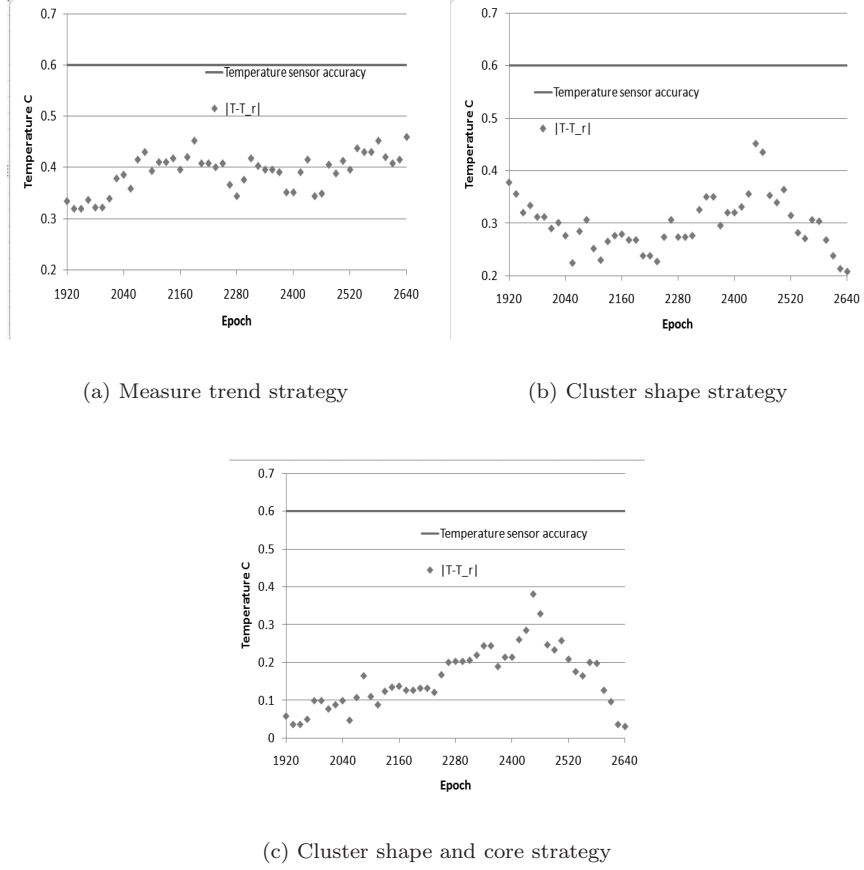 0.7
0.6
0.5
0.4
0.3
0.2
Temperature C
Temperature sensor accuracy
|T-T_r|
1920 2040 2160 2280 2400 2520 2640
Epoch
(a) Measure trend strategy
0.7
0.6
0.5
0.4
0.3
0.2
Temperature C
Temperature sensor accuracy
|T-T_r|
1920 2040 2160 2280 2400 2520 2640
Epoch
(b) Cluster shape strategy
0.7
0.6
0.5
0.4
0.3
0.2
0.1
0
Temperature C
Temperature sensor accuracy
|T-T_r|
1920 2040 2160 2280 2400 2520 2640
Epoch
(c) Cluster shape and core strategy